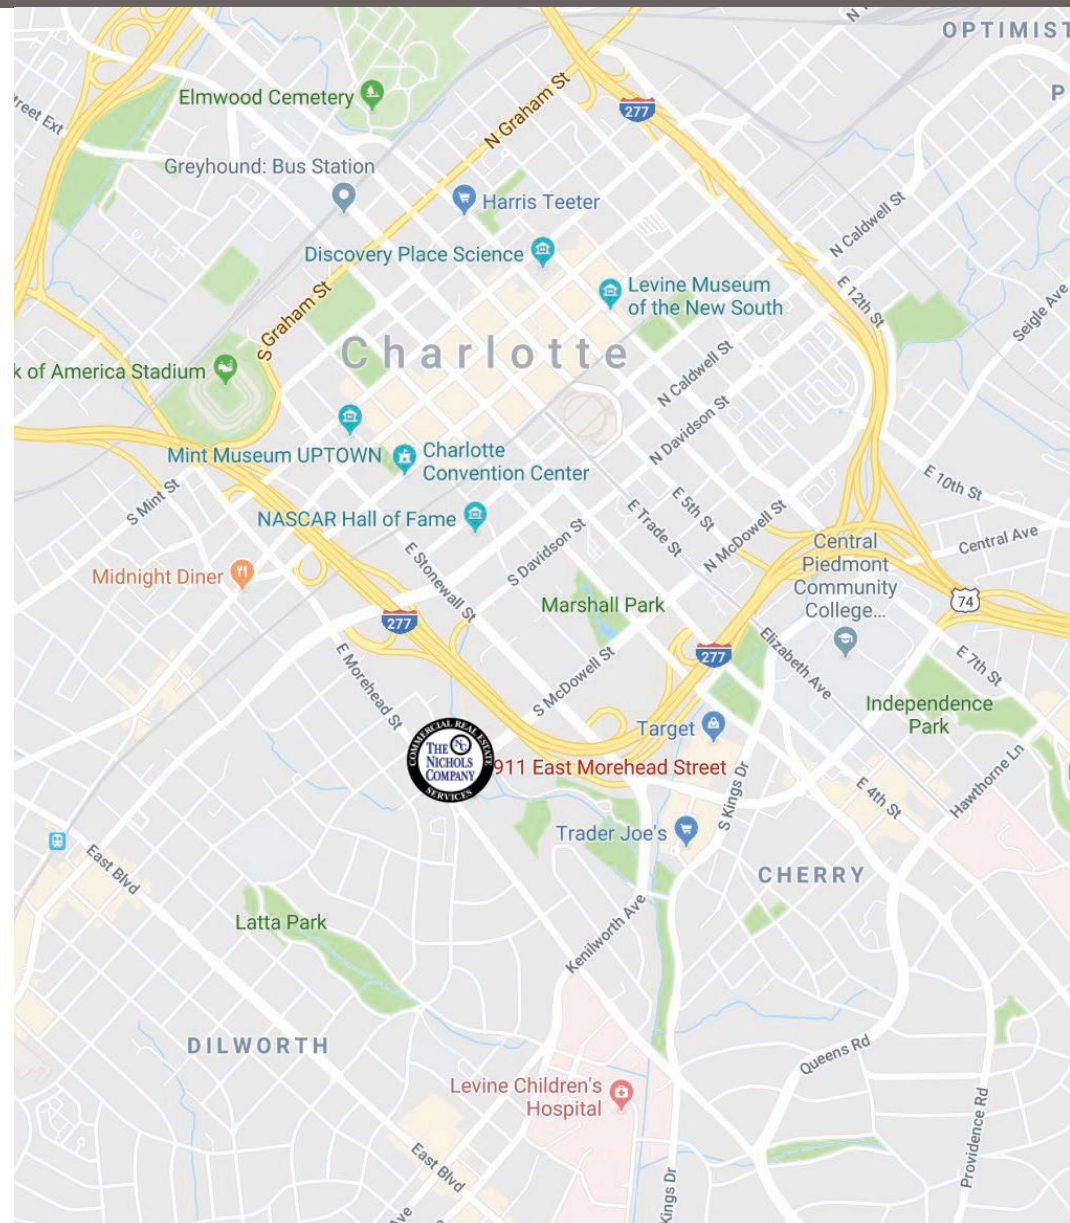 OPTIMIST
P
277
N Graham St
Elmwood Cemetery
treet Ext
Greyhound: Bus Station
Harris Teeter
N Caldwell St
Discovery Place Science
Levine Museum
of the New South
E 12th St
Seigle Ave
S Graham St
Charlotte
k of America Stadium
N Caldwell St
N Davidson St
Mint Museum UPTOWN
Charlotte
Convention Center
E 10th St
S Mint St
NASCAR Hall of Fame
E 5th St
E Trade St
N McDowell St
Central Ave
Central
Piedmont
Community
College...
Midnight Diner
E Stonewall St
S Davidson St
Marshall Park
74
277
277
Elizabeth Ave
E 7th St
E Morehead St
S McDowell St
Independence
Park
Target
COMMERCIAL REAL ESTATE
NC
THE
NICHOLS
COMPANY
SERVICES
911 East Morehead Street
S Kings Dr
E 4th St
Hawthorne Ln
Trader Joe's
East Blvd
CHERRY
Latta Park
Kenilworth Ave
DILWORTH
Queens Rd
Levine Children's
Hospital
Providence Rd
East Blvd
Kings Dr
Ave